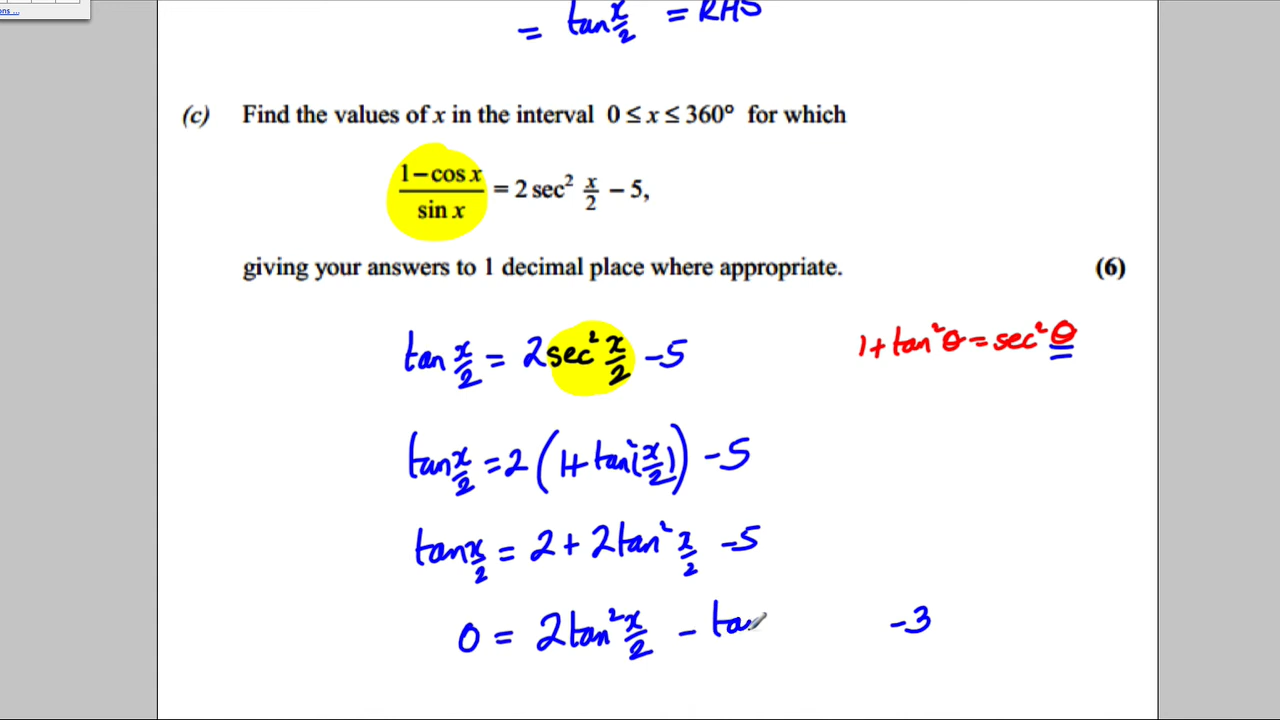 ons ...
= tan x/2 = RHS
(c) Find the values of x in the interval 0 ≤ x ≤ 360° for which
(1 – cos x)/(sin x) = 2 sec² x/2 – 5,
giving your answers to 1 decimal place where appropriate. (6)
tan x/2 = 2sec² x/2 - 5
1 + tan²θ = sec²θ
tan x/2 = 2 (1 + tan²(x/2)) - 5
tan x/2 = 2 + 2tan² x/2 - 5
0 = 2tan² x/2 - tan -3